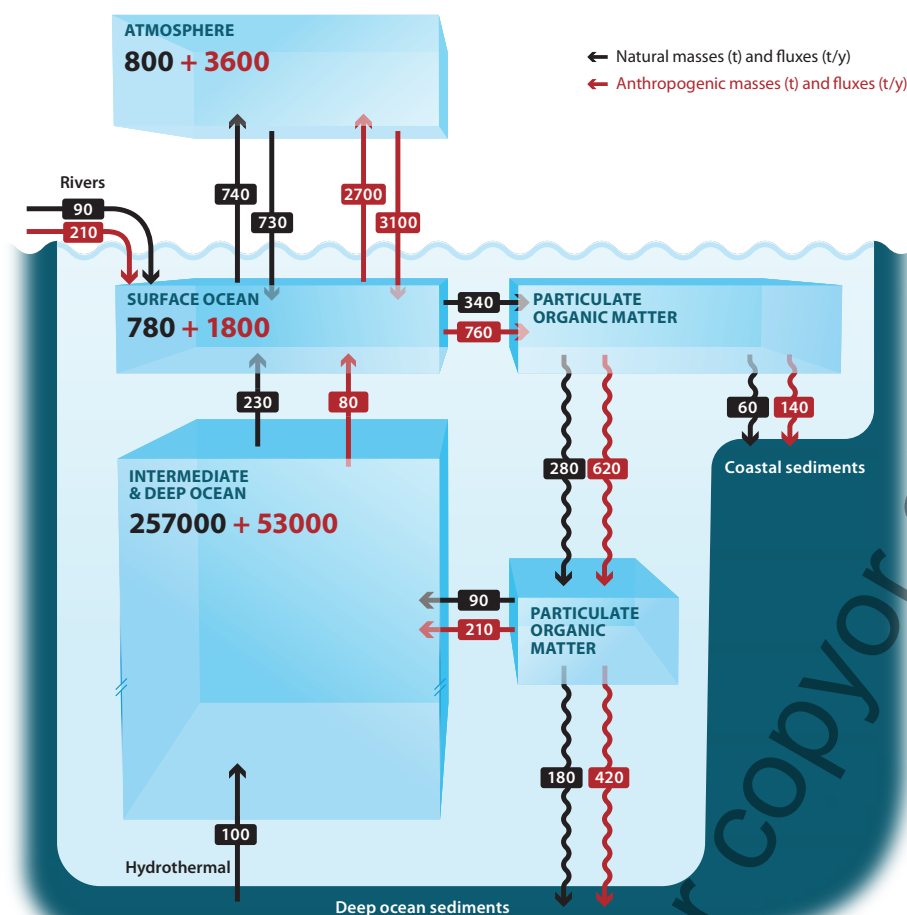 ATMOSPHERE
800 + 3600
Natural masses (t) and fluxes (t/y)
Anthropogenic masses (t) and fluxes (t/y)
Rivers
90
210
740
730
2700
3100
SURFACE OCEAN
780 + 1800
340
760
PARTICULATE
ORGANIC MATTER
230
80
280
620
60
140
Coastal sediments
INTERMEDIATE
& DEEP OCEAN
257000 + 53000
90
210
PARTICULATE
ORGANIC
MATTER
180
420
100
Hydrothermal
Deep ocean sediments
copyor